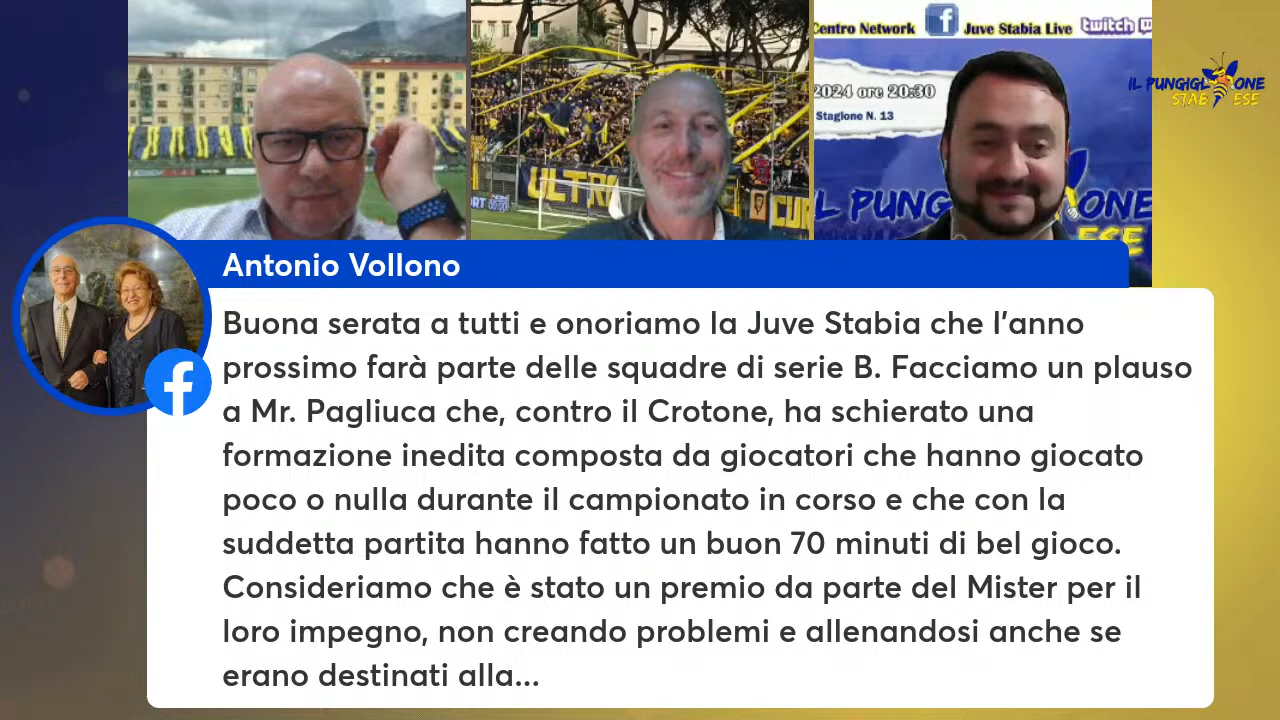 Centro Network
Juve Stabia Live
twitch
2024 ore 20:30
Stagione N. 13
IL PUNGIGLIONE
STABIESE
ULTRA
CUR
Antonio Vollono
Buona serata a tutti e onoriamo la Juve Stabia che l'anno
prossimo farà parte delle squadre di serie B. Facciamo un plauso
a Mr. Pagliuca che, contro il Crotone, ha schierato una
formazione inedita composta da giocatori che hanno giocato
poco o nulla durante il campionato in corso e che con la
suddetta partita hanno fatto un buon 70 minuti di bel gioco.
Consideriamo che è stato un premio da parte del Mister per il
loro impegno, non creando problemi e allenandosi anche se
erano destinati alla...